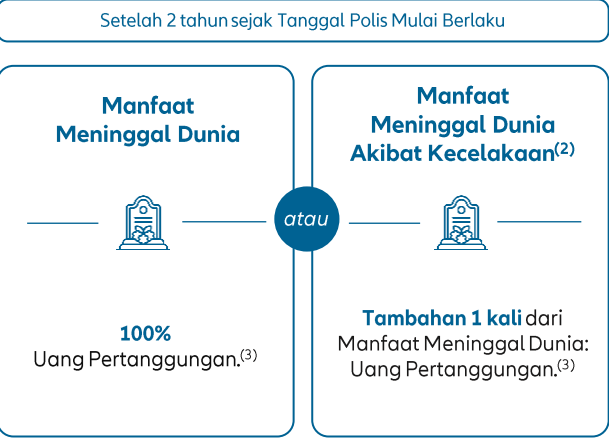 Setelah 2 tahun sejak Tanggal Polis Mulai Berlaku
Manfaat
Meninggal Dunia
100%
Uang Pertanggungan.(3)
atau
Manfaat
Meninggal Dunia
Akibat Kecelakaan(2)
Tambahan 1 kali dari
Manfaat Meninggal Dunia:
Uang Pertanggungan.(3)